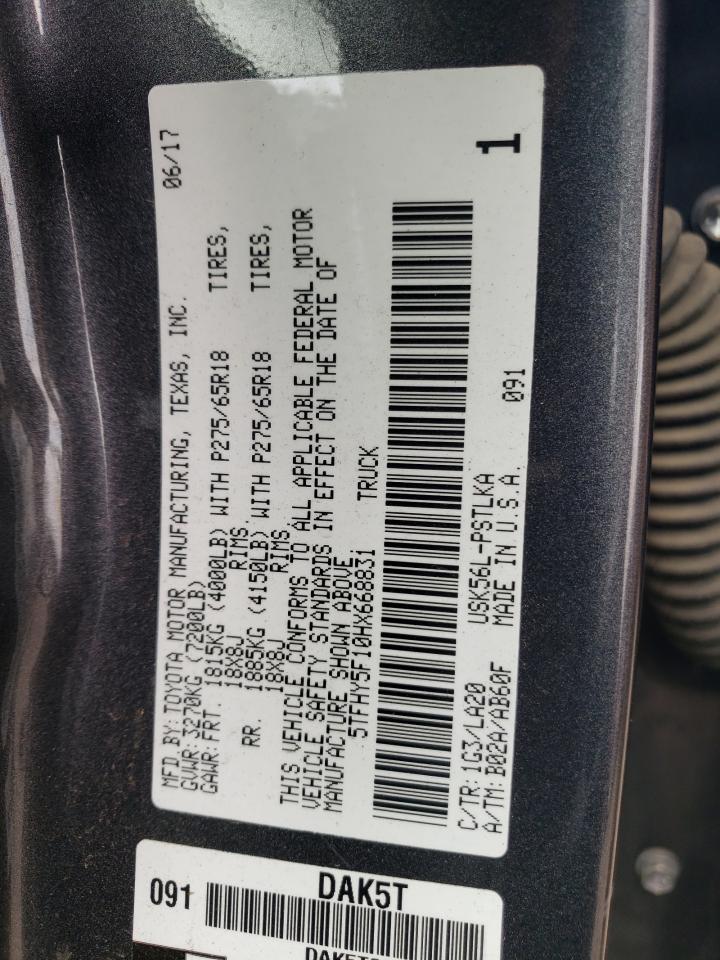 MFD BY: TOYOTA MOTOR MANUFACTURING, TEXAS, INC. 06/17
GVWR: 3270KG (7200LB)
GAWR: FRT. 1815KG (4000LB) WITH P275/65R18 TIRES,
18X8J RIMS.
RR. 1885KG (4150LB) WITH P275/65R18 TIRES,
18X8J RIMS.
THIS VEHICLE CONFORMS TO ALL APPLICABLE FEDERAL MOTOR
VEHICLE SAFETY STANDARDS IN EFFECT ON THE DATE OF
MANUFACTURE SHOWN ABOVE.
5TFHY5F10HX668831 TRUCK
C/TR: 1G3/LA20 USK56L-PSTLKA 091 1
A/TM: B02A/AB60F MADE IN U.S.A.
091 DAK5T